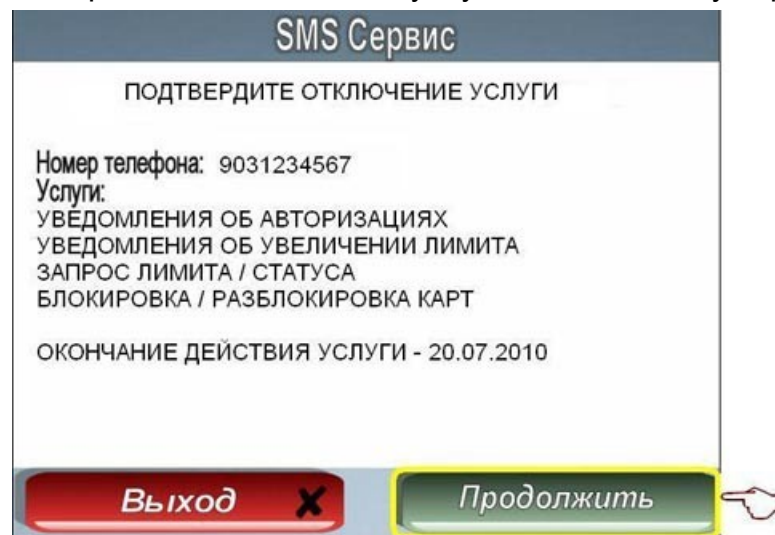 SMS Сервис
ПОДТВЕРДИТЕ ОТКЛЮЧЕНИЕ УСЛУГИ
Номер телефона: 9031234567
Услуги:
УВЕДОМЛЕНИЯ ОБ АВТОРИЗАЦИЯХ
УВЕДОМЛЕНИЯ ОБ УВЕЛИЧЕНИИ ЛИМИТА
ЗАПРОС ЛИМИТА / СТАТУСА
БЛОКИРОВКА / РАЗБЛОКИРОВКА КАРТ
ОКОНЧАНИЕ ДЕЙСТВИЯ УСЛУГИ - 20.07.2010
Выход
Продолжить